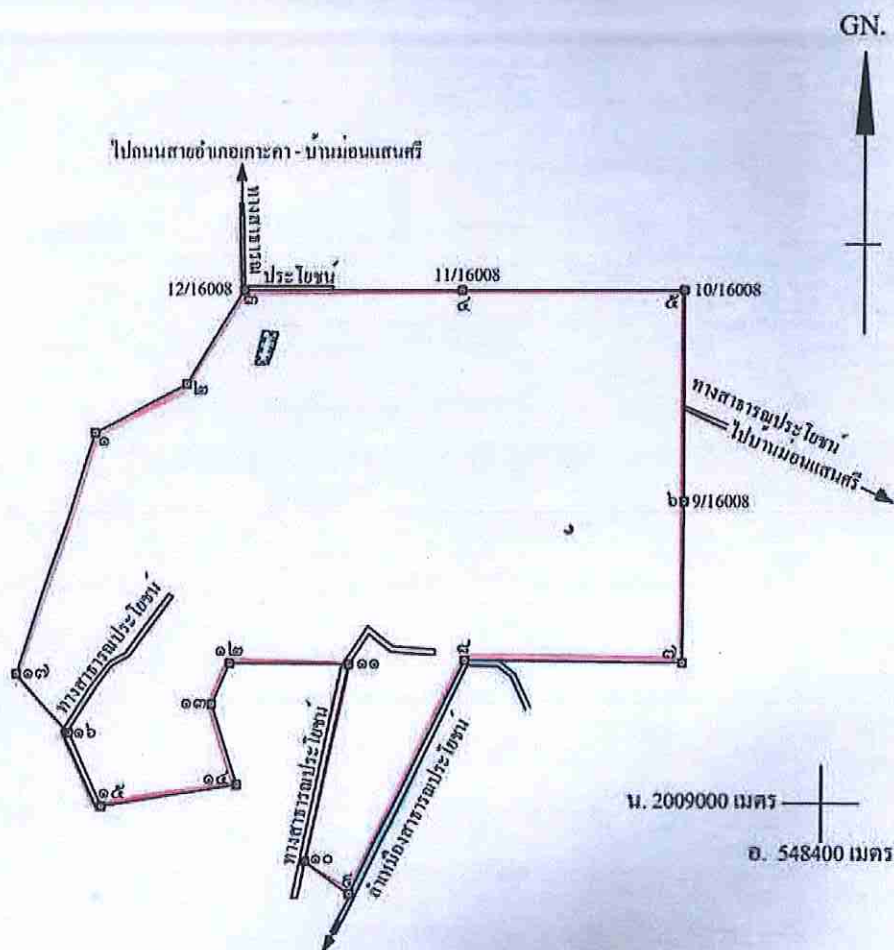 GN.
ไปถนนสายอำเภอเกาะคา - บ้านม่อนแสนศรี
ทางสาธารณ
ประโยชน์
11/16008
12/16008
๓
๔
๕
10/16008
๒
ทางสาธารณประโยชน์
ไปบ้านม่อนแสนศรี
๑
๖
9/16008
ทางสาธารณประโยชน์
๑๒
๑๑
๘
๗
๑๗
๑๓
๑๖
ทางสาธารณประโยชน์
ลำเหมืองสาธารณประโยชน์
๑๔
๑๕
น. 2009000 เมตร
อ. 548400 เมตร
๑๐
๙